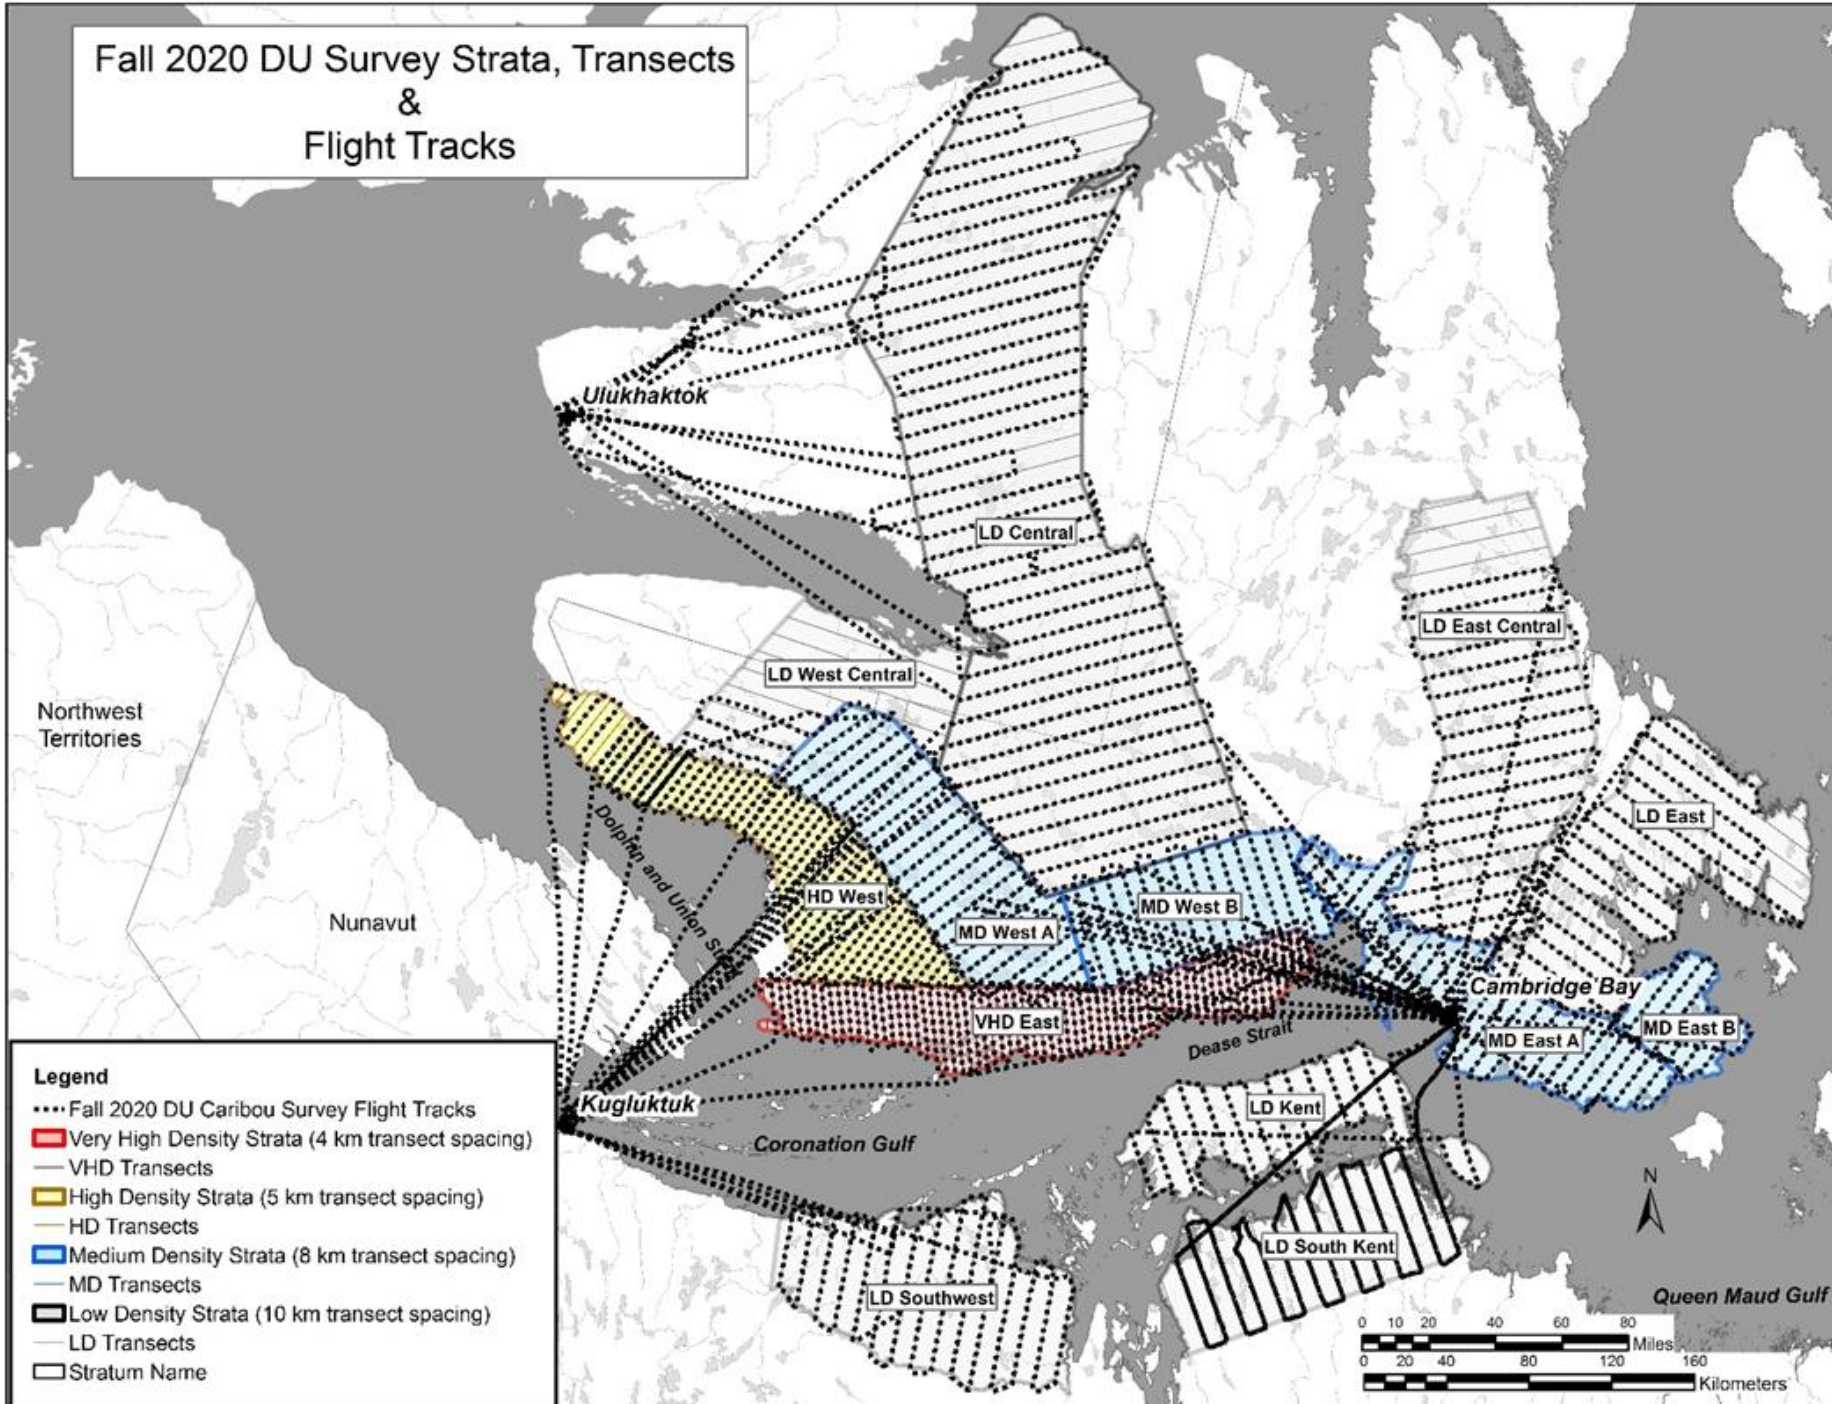 Fall 2020 DU Survey Strata, Transects
&
Flight Tracks
Ulukhaktok
LD Central
LD East Central
LD West Central
Northwest
Territories
LD East
Dolphin and Union St
HD West
MD West B
Nunavut
MD West A
Cambridge Bay
VHD East
MD East B
Dease Strait
MD East A
Kugluktuk
LD Kent
Coronation Gulf
N
LD South Kent
LD Southwest
Queen Maud Gulf
Legend
Fall 2020 DU Caribou Survey Flight Tracks
Very High Density Strata (4 km transect spacing)
VHD Transects
High Density Strata (5 km transect spacing)
HD Transects
Medium Density Strata (8 km transect spacing)
MD Transects
Low Density Strata (10 km transect spacing)
LD Transects
Stratum Name
0 10 20 40 60 80
Miles
0 20 40 80 120 160
Kilometers